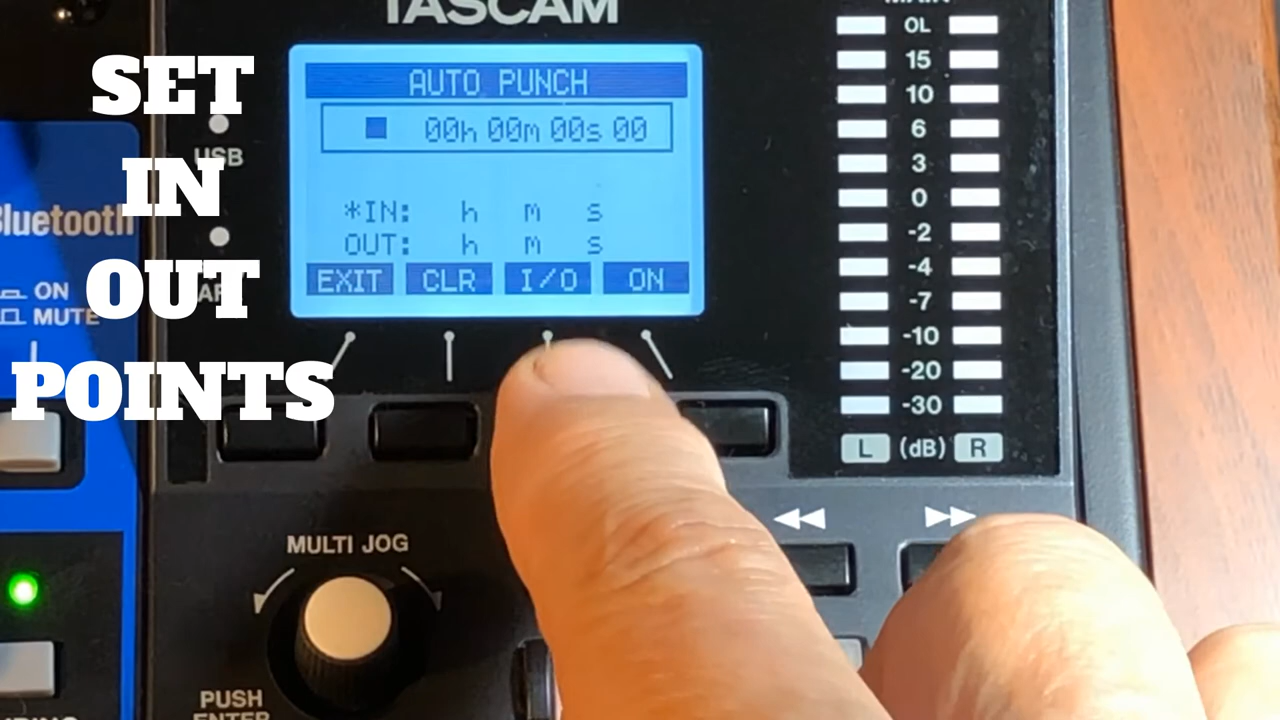 TASCAM
SET
IN
OUT
POINTS
USB
Bluetooth
ON
MUTE
AUTO PUNCH
00h 00m 00s 00
*IN: h m s
OUT: h m s
EXIT CLR I/O ON
OL
15
10
6
3
0
-2
-4
-7
-10
-20
-30
L (dB) R
MULTI JOG
PUSH
ENTER